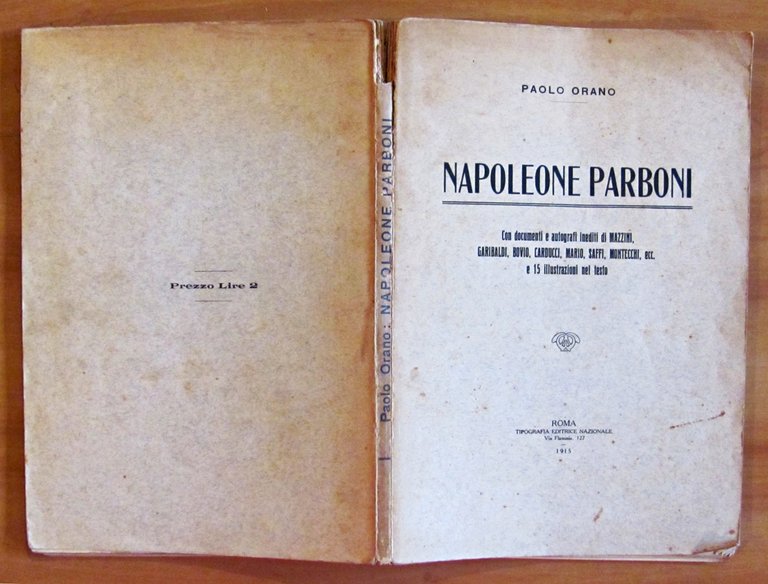 Prezzo Lire 2
Paolo Orano: NAPOLEONE PARBONI
PAOLO ORANO
NAPOLEONE PARBONI
Con documenti e autografi inediti di MAZZINI,
GARIBALDI, BOVIO, CARDUCCI, MARIO, SAFFI, MONTECCHI, ecc.
e 15 illustrazioni nel testo
ROMA
TIPOGRAFIA EDITRICE NAZIONALE
Via Flaminia, 127
1915